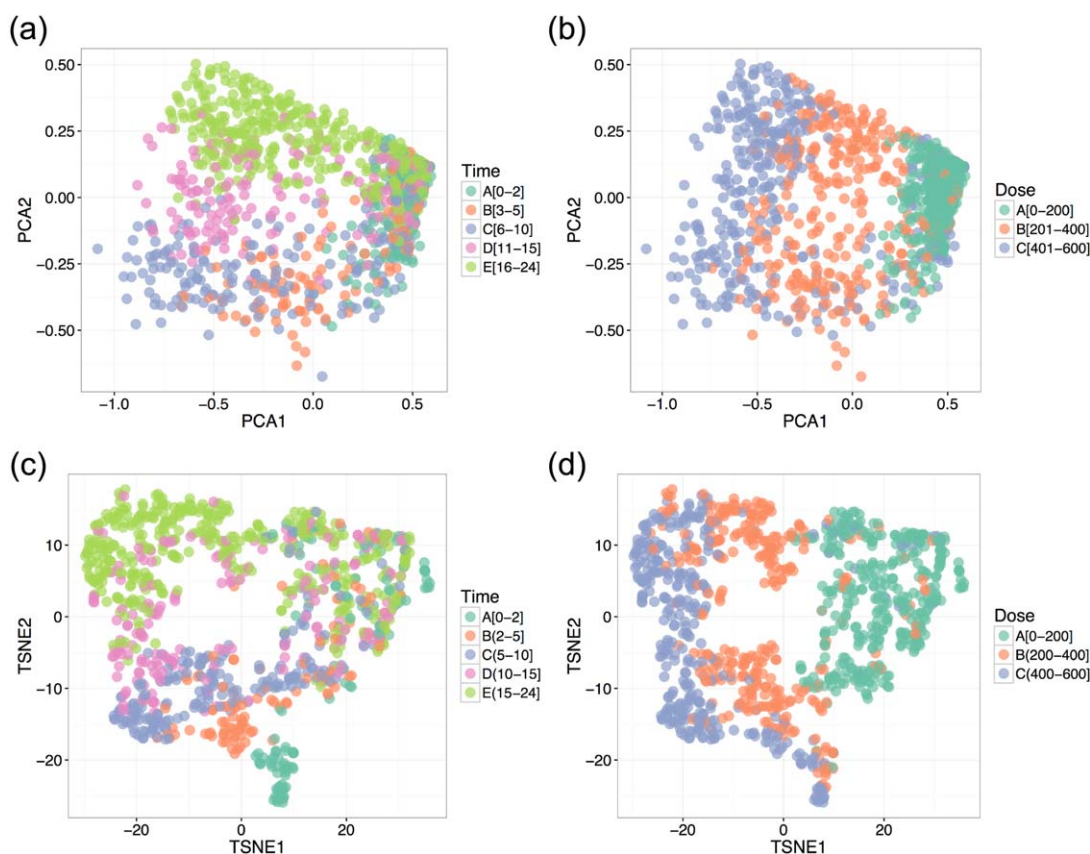 (a)
0.50
0.25
0.00
−0.25
−0.50
PCA2
−1.0 −0.5 0.0 0.5
PCA1
Time
A[0−2]
B[3−5]
C[6−10]
D[11−15]
E[16−24]
(b)
0.50
0.25
0.00
−0.25
−0.50
PCA2
−1.0 −0.5 0.0 0.5
PCA1
Dose
A[0−200]
B[201−400]
C[401−600]
(c)
10
0
−10
−20
TSNE2
−20 0 20
TSNE1
Time
A[0−2]
B(2−5]
C(5−10]
D(10−15]
E(15−24]
(d)
10
0
−10
−20
TSNE2
−20 0 20
TSNE1
Dose
A[0−200]
B(200−400]
C(400−600]